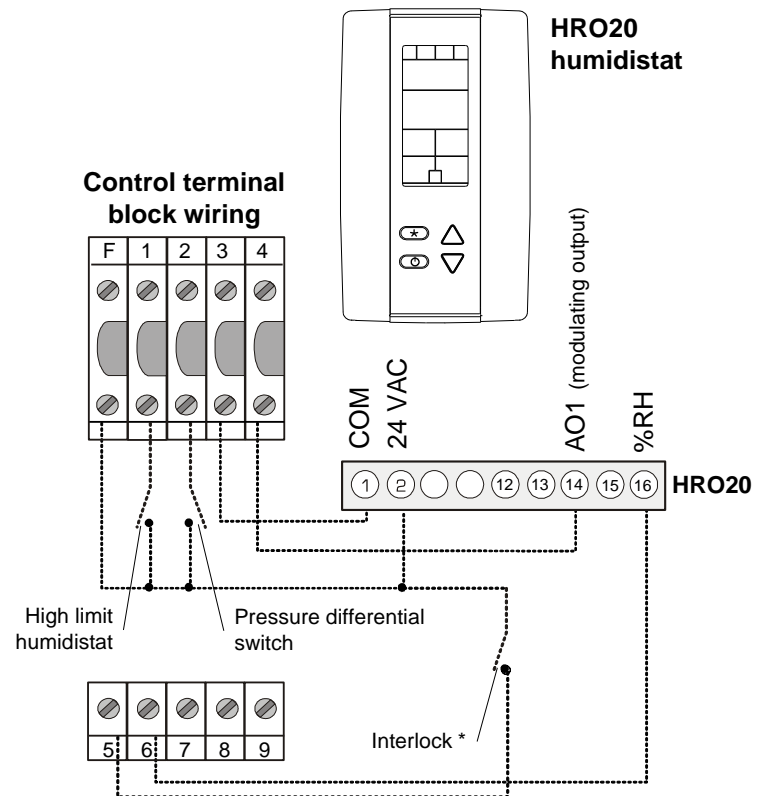 HRO20
humidistat
Control terminal
block wiring
F 1 2 3 4
COM
24 VAC
AO1 (modulating output)
%RH
1 2 12 13 14 15 16
HRO20
High limit
humidistat
Pressure differential
switch
Interlock *
5 6 7 8 9